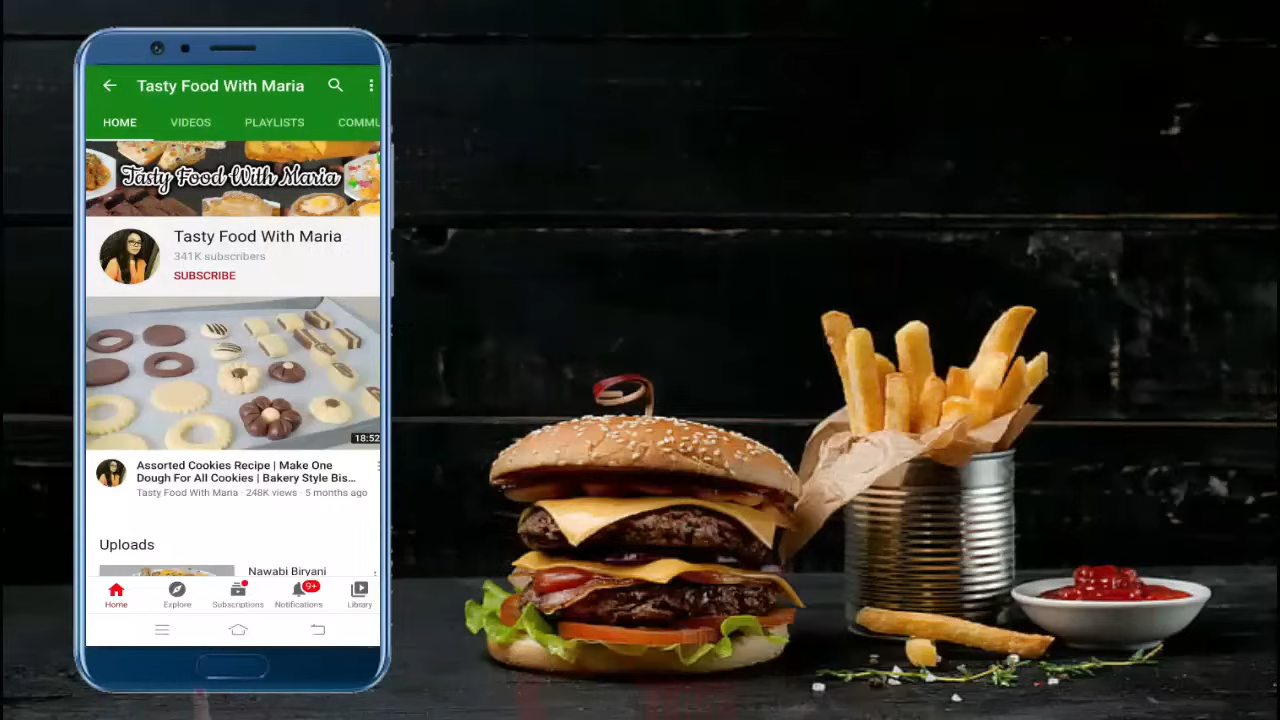 Tasty Food With Maria
HOME VIDEOS PLAYLISTS COMMU
Tasty Food With Maria
Tasty Food With Maria
341K subscribers
SUBSCRIBE
18:52
Assorted Cookies Recipe | Make One
Dough For All Cookies | Bakery Style Bis...
Tasty Food With Maria · 248K views · 5 months ago
Uploads
Nawabi Biryani
9+
Home Explore Subscriptions Notifications Library